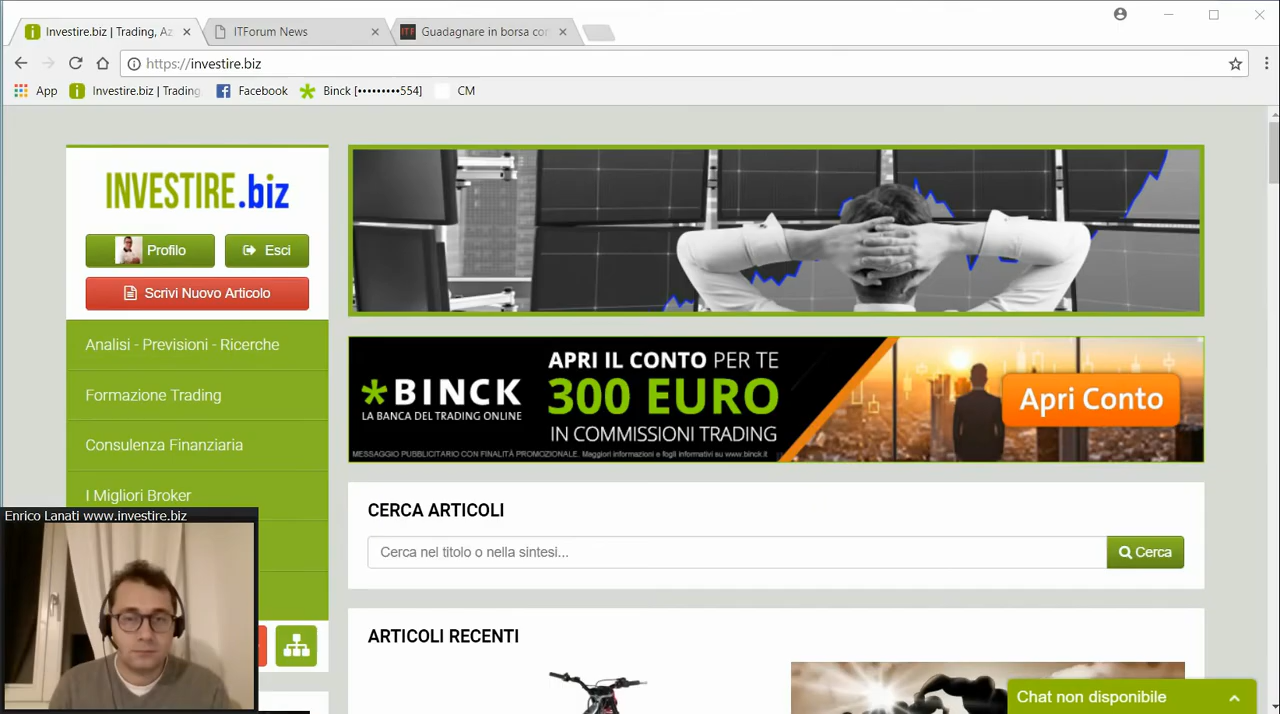 Investire.biz | Trading, Az
ITForum News
ITF
Guadagnare in borsa cor
https://investire.biz
App
Investire.biz | Trading
Facebook
Binck [•••••••••554]
CM
INVESTIRE.biz
Profilo
Esci
Scrivi Nuovo Articolo
Analisi - Previsioni - Ricerche
Formazione Trading
Consulenza Finanziaria
I Migliori Broker
Enrico Lanati www.investire.biz
BINCK
LA BANCA DEL TRADING ONLINE
APRI IL CONTO PER TE
300 EURO
IN COMMISSIONI TRADING
MESSAGGIO PUBBLICITARIO CON FINALITÀ PROMOZIONALE. Maggiori informazioni e fogli informativi su www.binck.it
Apri Conto
CERCA ARTICOLI
Cerca nel titolo o nella sintesi...
Cerca
ARTICOLI RECENTI
Chat non disponibile